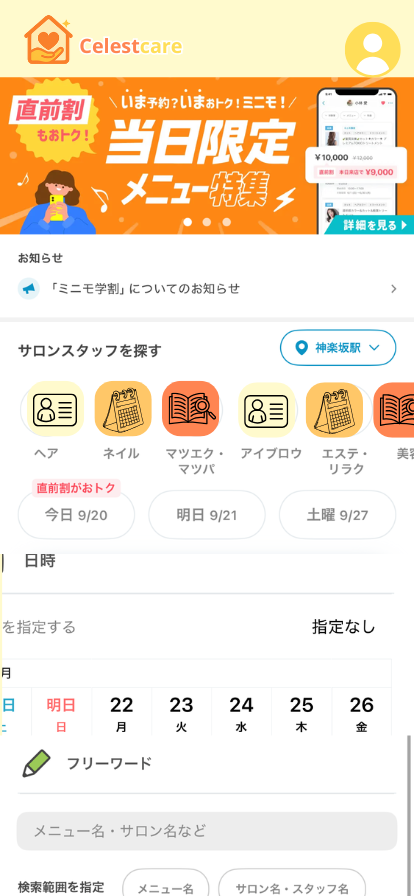 Celestcare
直前割
もおトク!
いま予約?いまおトク!ミニモ!
当日限定
メニュー特集
¥10,000
直前割 本日来店で ¥9,000
詳細を見る
お知らせ
「ミニモ学割」についてのお知らせ
サロンスタッフを探す
神楽坂駅
ヘア
ネイル
マツエク・
マツパ
アイブロウ
エステ・
リラク
美容
直前割がおトク
今日 9/20
明日 9/21
土曜 9/27
日時
を指定する
指定なし
月
日 明日 22 23 24 25 26
土 日 月 火 水 木 金
フリーワード
メニュー名・サロン名など
検索範囲を指定
メニュー名
サロン名・スタッフ名